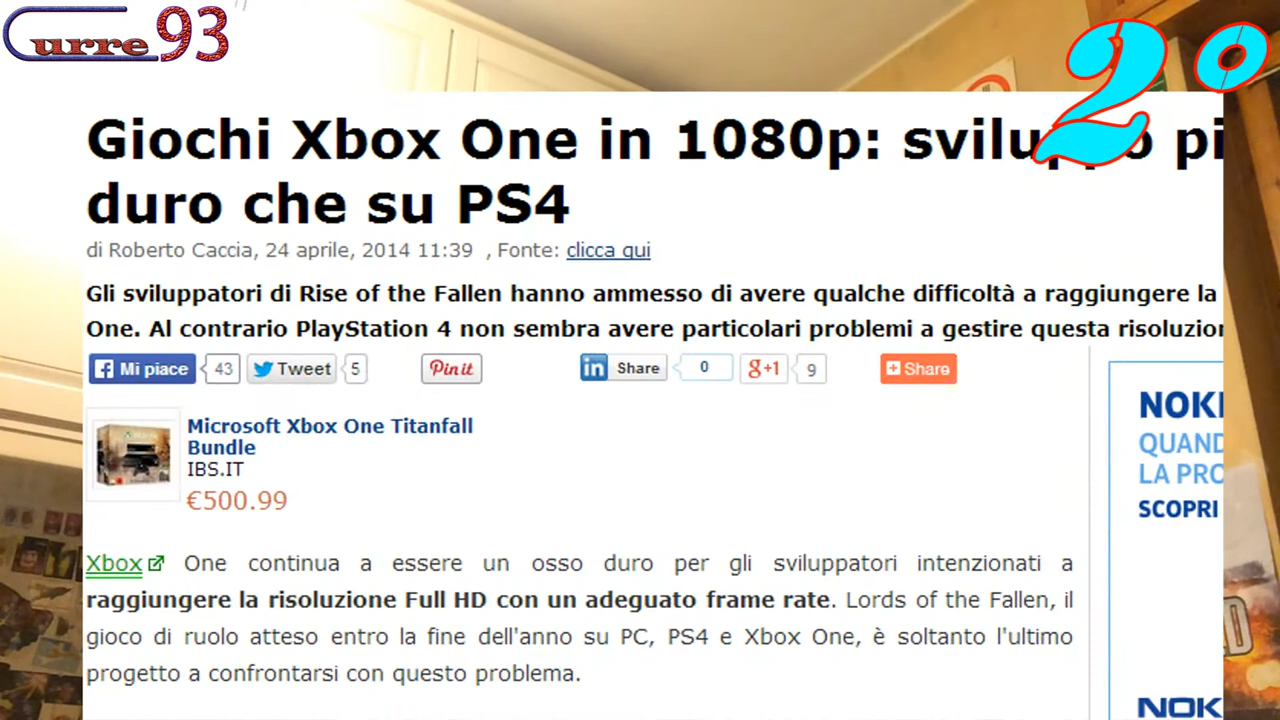 Curre93
2°
Giochi Xbox One in 1080p: sviluppo pi
duro che su PS4
di Roberto Caccia, 24 aprile, 2014 11:39 , Fonte: clicca qui
Gli sviluppatori di Rise of the Fallen hanno ammesso di avere qualche difficoltà a raggiungere la
One. Al contrario PlayStation 4 non sembra avere particolari problemi a gestire questa risoluzion
Mi piace 43 Tweet 5 Pin it Share 0 g+1 9 Share
Microsoft Xbox One Titanfall
Bundle
IBS.IT
€500.99
NOKI
QUAND
LA PRO
SCOPRI
Xbox One continua a essere un osso duro per gli sviluppatori intenzionati a
raggiungere la risoluzione Full HD con un adeguato frame rate. Lords of the Fallen, il
gioco di ruolo atteso entro la fine dell'anno su PC, PS4 e Xbox One, è soltanto l'ultimo
progetto a confrontarsi con questo problema.
NOK